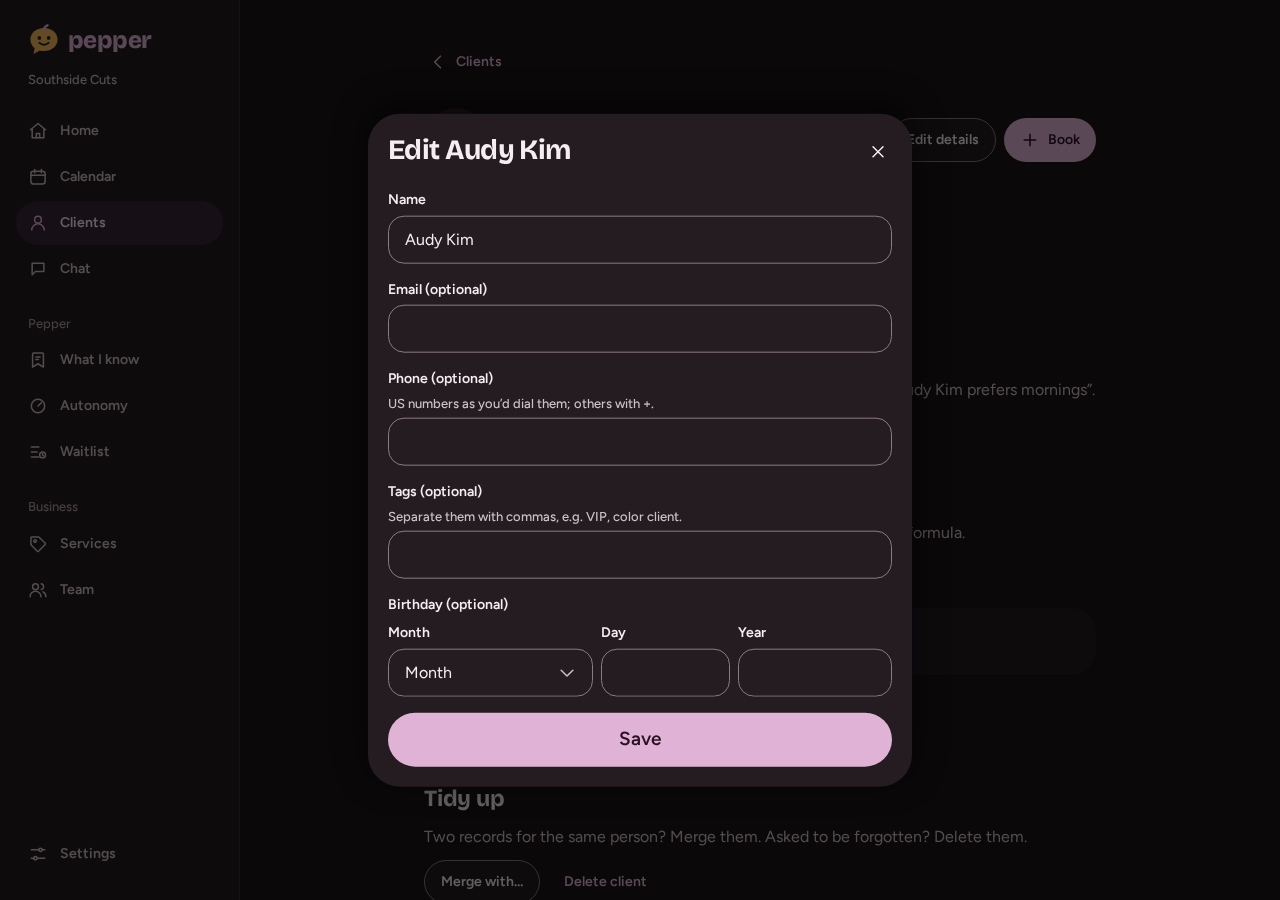 pepper
Southside Cuts
Home
Calendar
Clients
Chat
Pepper
What I know
Autonomy
Waitlist
Business
Services
Team
Settings
Clients
Edit details
Book
Edit Audy Kim
Name
Audy Kim
Email (optional)
Phone (optional)
US numbers as you’d dial them; others with +.
Tags (optional)
Separate them with commas, e.g. VIP, color client.
Birthday (optional)
Month
Day
Year
Month
Save
Kim prefers mornings”.
Tidy up
Two records for the same person? Merge them. Asked to be forgotten? Delete them.
Merge with…
Delete client